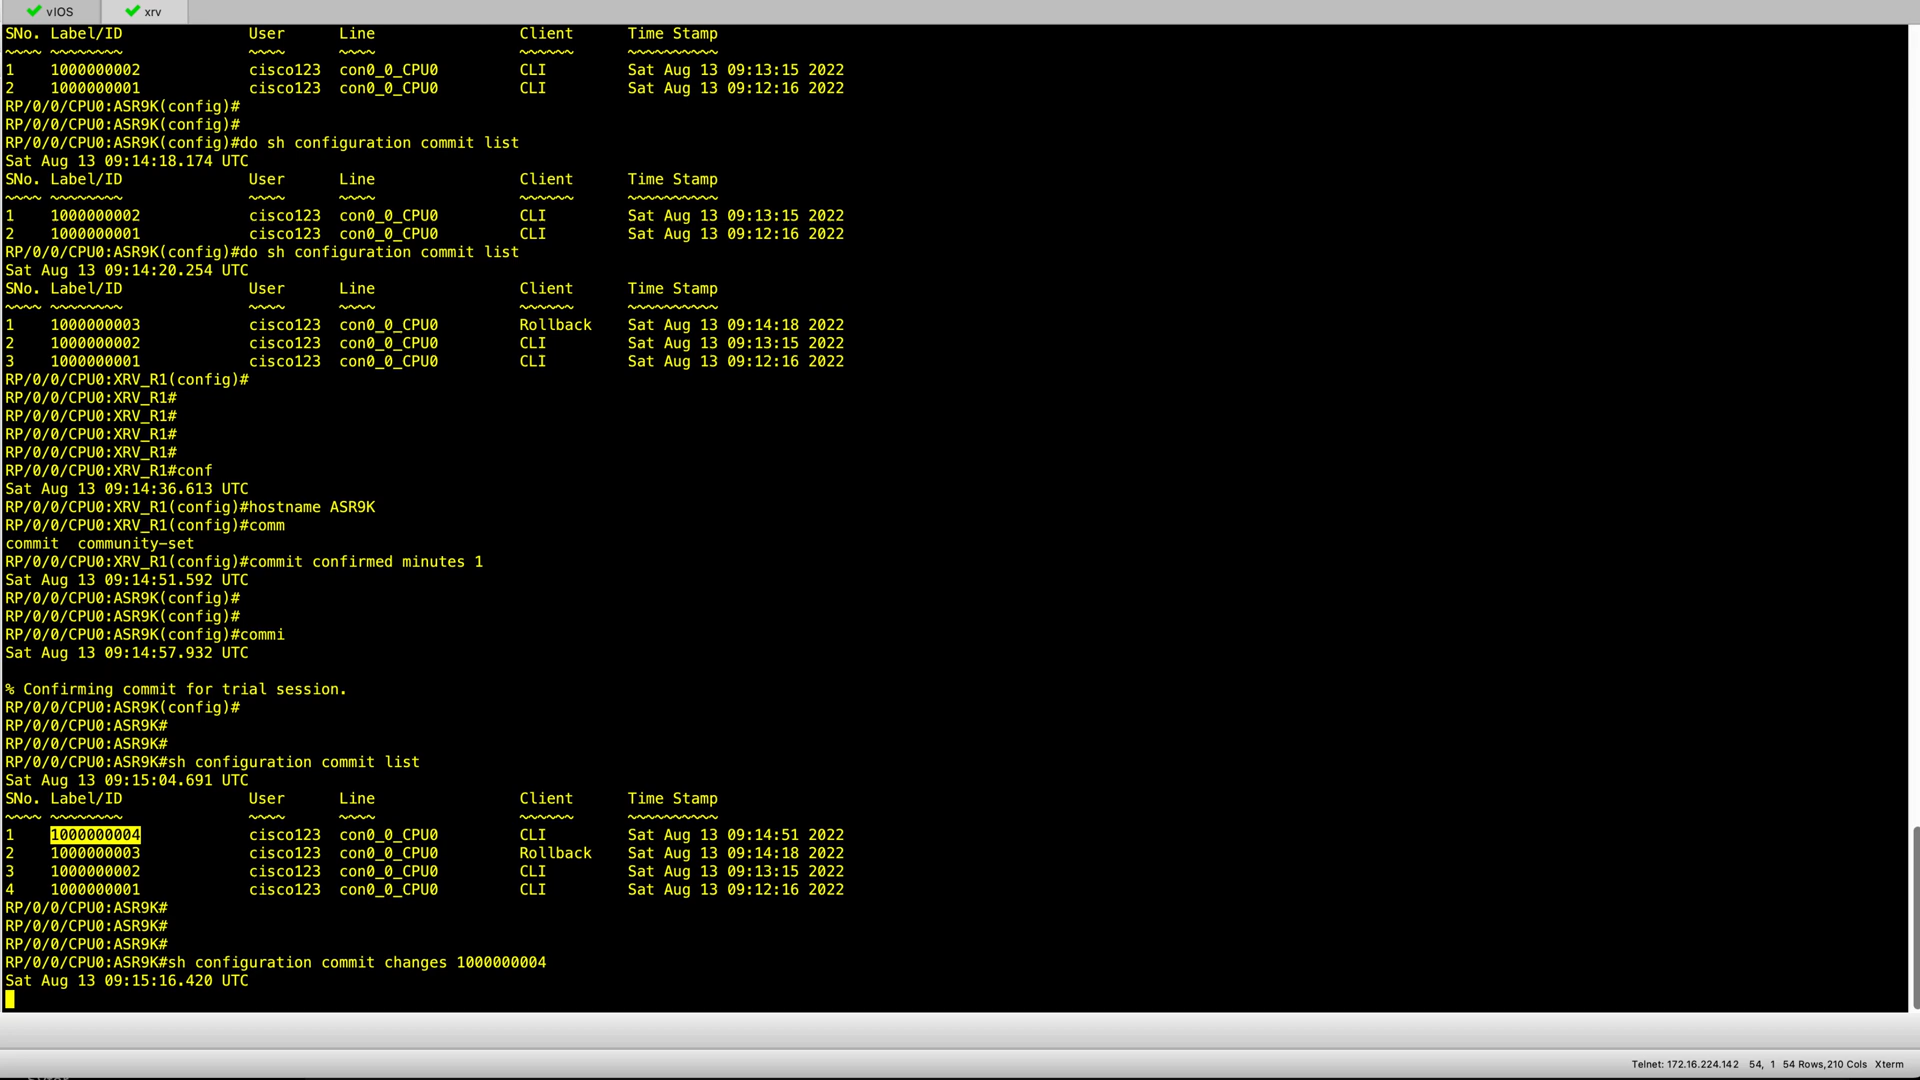 vIOS
xrv
SNo. Label/ID User Line Client Time Stamp
~~~~ ~~~~~~~~ ~~~~ ~~~~ ~~~~~~ ~~~~~~~~~~
1 1000000002 cisco123 con0_0_CPU0 CLI Sat Aug 13 09:13:15 2022
2 1000000001 cisco123 con0_0_CPU0 CLI Sat Aug 13 09:12:16 2022
RP/0/0/CPU0:ASR9K(config)#
RP/0/0/CPU0:ASR9K(config)#
RP/0/0/CPU0:ASR9K(config)#do sh configuration commit list
Sat Aug 13 09:14:18.174 UTC
SNo. Label/ID User Line Client Time Stamp
~~~~ ~~~~~~~~ ~~~~ ~~~~ ~~~~~~ ~~~~~~~~~~
1 1000000002 cisco123 con0_0_CPU0 CLI Sat Aug 13 09:13:15 2022
2 1000000001 cisco123 con0_0_CPU0 CLI Sat Aug 13 09:12:16 2022
RP/0/0/CPU0:ASR9K(config)#do sh configuration commit list
Sat Aug 13 09:14:20.254 UTC
SNo. Label/ID User Line Client Time Stamp
~~~~ ~~~~~~~~ ~~~~ ~~~~ ~~~~~~ ~~~~~~~~~~
1 1000000003 cisco123 con0_0_CPU0 Rollback Sat Aug 13 09:14:18 2022
2 1000000002 cisco123 con0_0_CPU0 CLI Sat Aug 13 09:13:15 2022
3 1000000001 cisco123 con0_0_CPU0 CLI Sat Aug 13 09:12:16 2022
RP/0/0/CPU0:XRV_R1(config)#
RP/0/0/CPU0:XRV_R1#
RP/0/0/CPU0:XRV_R1#
RP/0/0/CPU0:XRV_R1#
RP/0/0/CPU0:XRV_R1#
RP/0/0/CPU0:XRV_R1#conf
Sat Aug 13 09:14:36.613 UTC
RP/0/0/CPU0:XRV_R1(config)#hostname ASR9K
RP/0/0/CPU0:XRV_R1(config)#comm
commit community-set
RP/0/0/CPU0:XRV_R1(config)#commit confirmed minutes 1
Sat Aug 13 09:14:51.592 UTC
RP/0/0/CPU0:ASR9K(config)#
RP/0/0/CPU0:ASR9K(config)#
RP/0/0/CPU0:ASR9K(config)#commi
Sat Aug 13 09:14:57.932 UTC
% Confirming commit for trial session.
RP/0/0/CPU0:ASR9K(config)#
RP/0/0/CPU0:ASR9K#
RP/0/0/CPU0:ASR9K#
RP/0/0/CPU0:ASR9K#sh configuration commit list
Sat Aug 13 09:15:04.691 UTC
SNo. Label/ID User Line Client Time Stamp
~~~~ ~~~~~~~~ ~~~~ ~~~~ ~~~~~~ ~~~~~~~~~~
1 1000000004 cisco123 con0_0_CPU0 CLI Sat Aug 13 09:14:51 2022
2 1000000003 cisco123 con0_0_CPU0 Rollback Sat Aug 13 09:14:18 2022
3 1000000002 cisco123 con0_0_CPU0 CLI Sat Aug 13 09:13:15 2022
4 1000000001 cisco123 con0_0_CPU0 CLI Sat Aug 13 09:12:16 2022
RP/0/0/CPU0:ASR9K#
RP/0/0/CPU0:ASR9K#
RP/0/0/CPU0:ASR9K#
RP/0/0/CPU0:ASR9K#sh configuration commit changes 1000000004
Sat Aug 13 09:15:16.420 UTC
Telnet: 172.16.224.142 54, 1 54 Rows,210 Cols Xterm